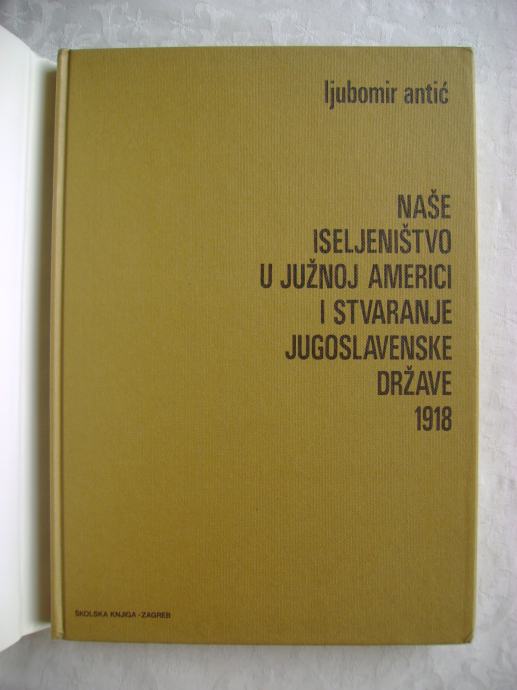 ljubomir antić
NAŠE
ISELJENIŠTVO
U JUŽNOJ AMERICI
I STVARANJE
JUGOSLAVENSKE
DRŽAVE
1918
ŠKOLSKA KNJIGA - ZAGREB